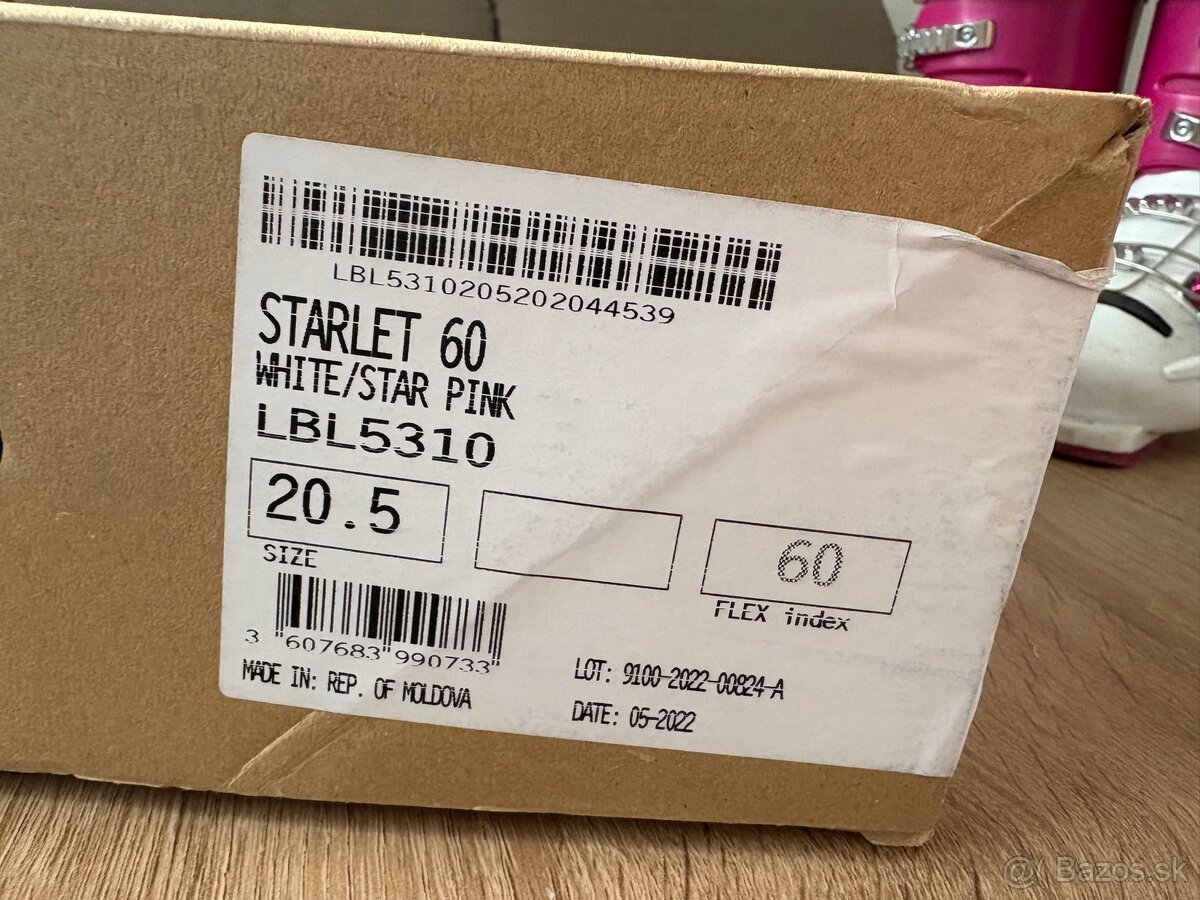 LBL5310205202044539
STARLET 60
WHITE/STAR PINK
LBL5310
20.5
SIZE
60
FLEX index
3 "607683"990733"
MADE IN: REP. OF MOLDOVA
LOT: 9100-2022-00824-A
DATE: 05-2022
@( Bazos.sk